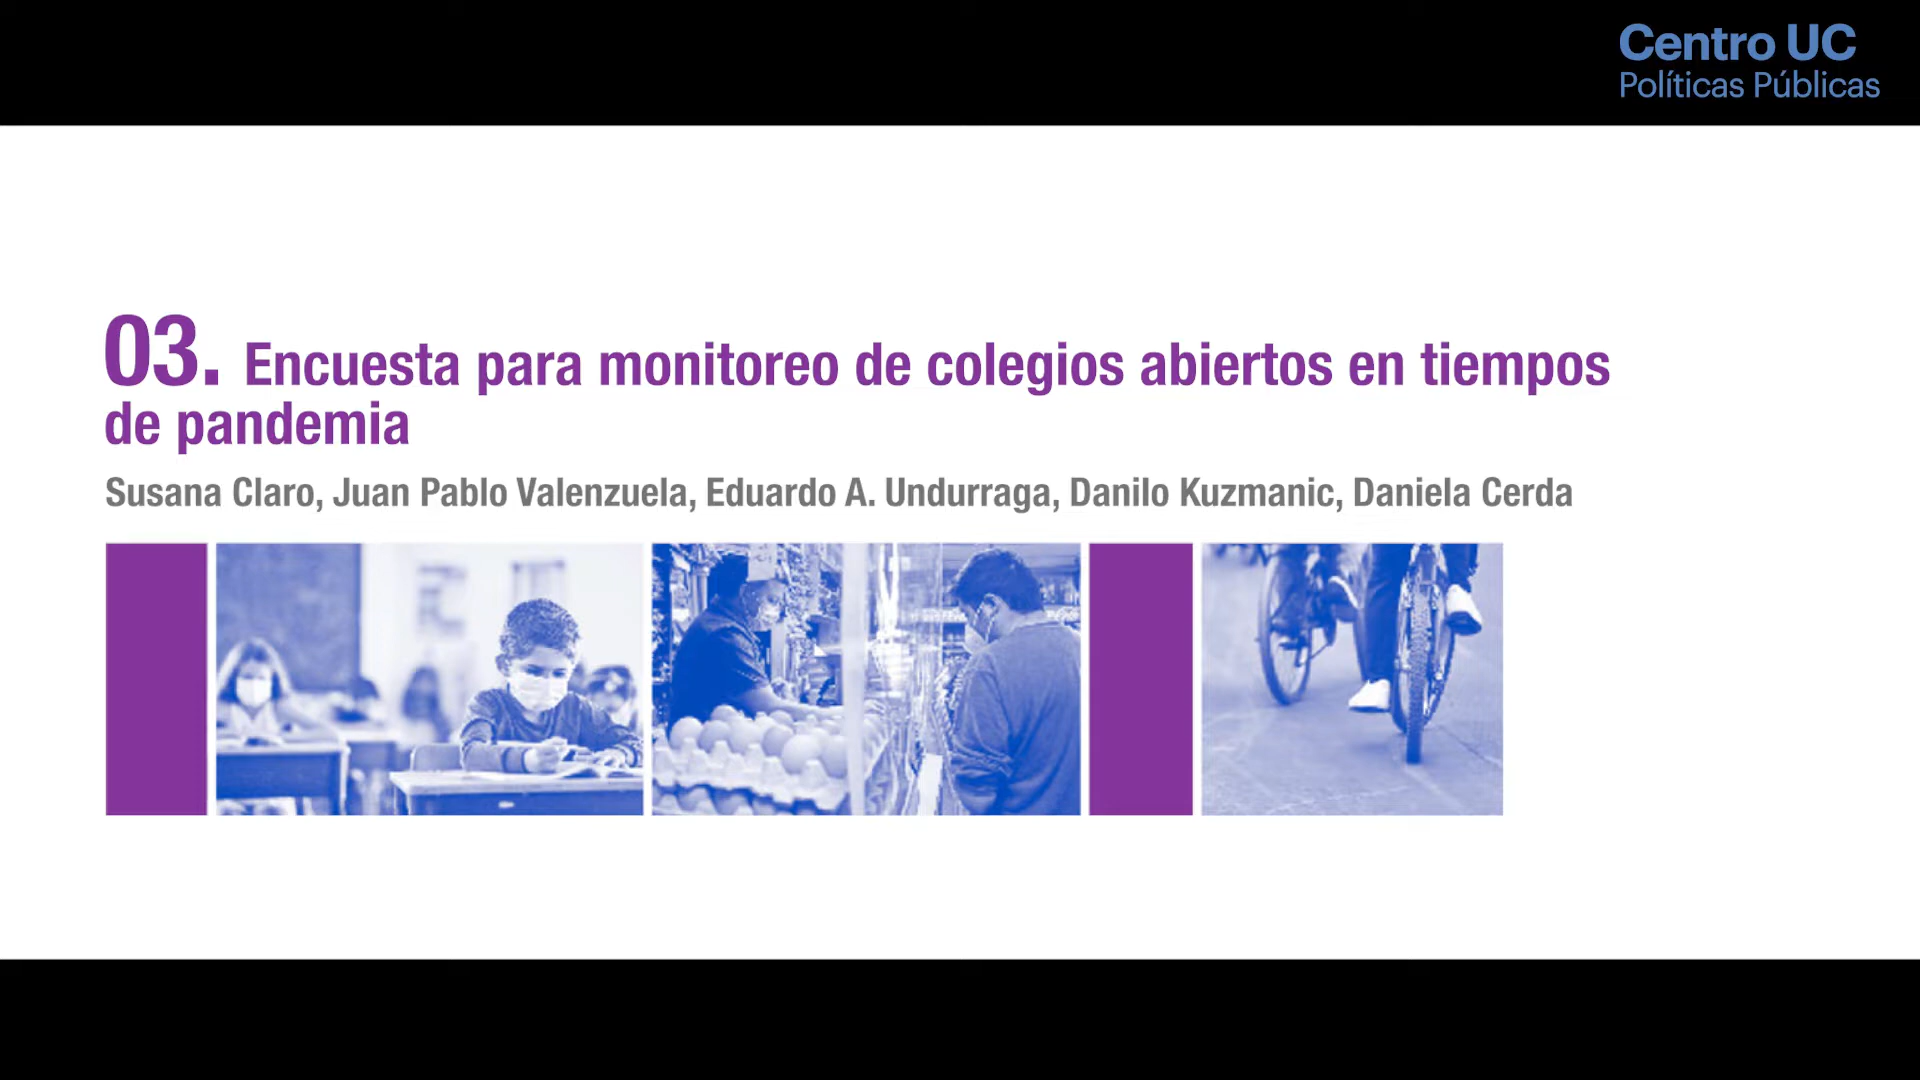 Centro UC
Políticas Públicas
03. Encuesta para monitoreo de colegios abiertos en tiempos
de pandemia
Susana Claro, Juan Pablo Valenzuela, Eduardo A. Undurraga, Danilo Kuzmanic, Daniela Cerda